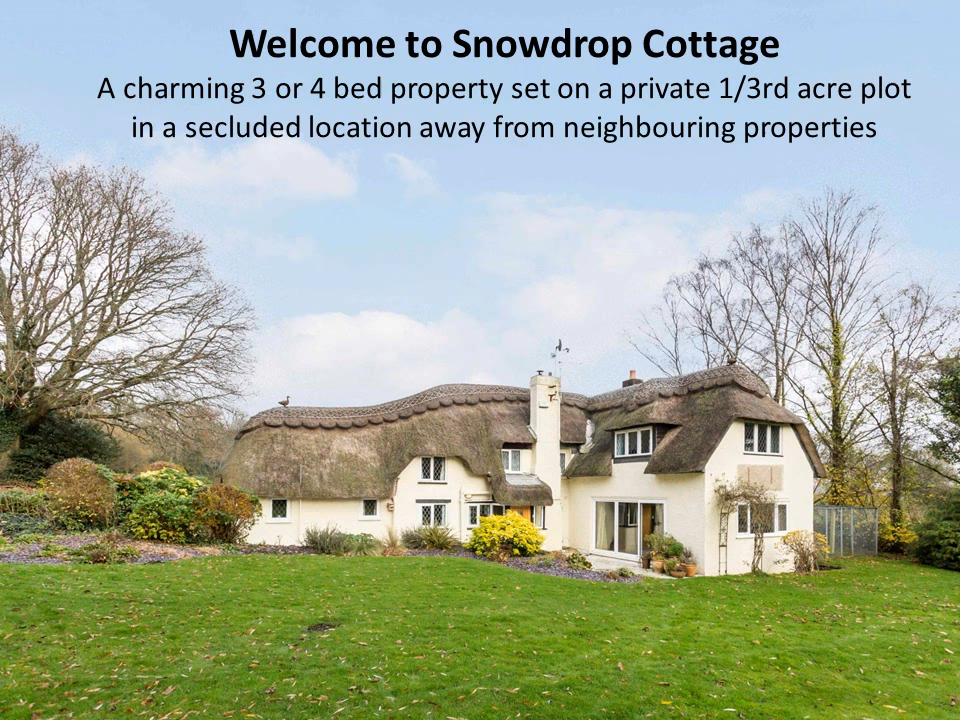 Welcome to Snowdrop Cottage
A charming 3 or 4 bed property set on a private 1/3rd acre plot
in a secluded location away from neighbouring properties